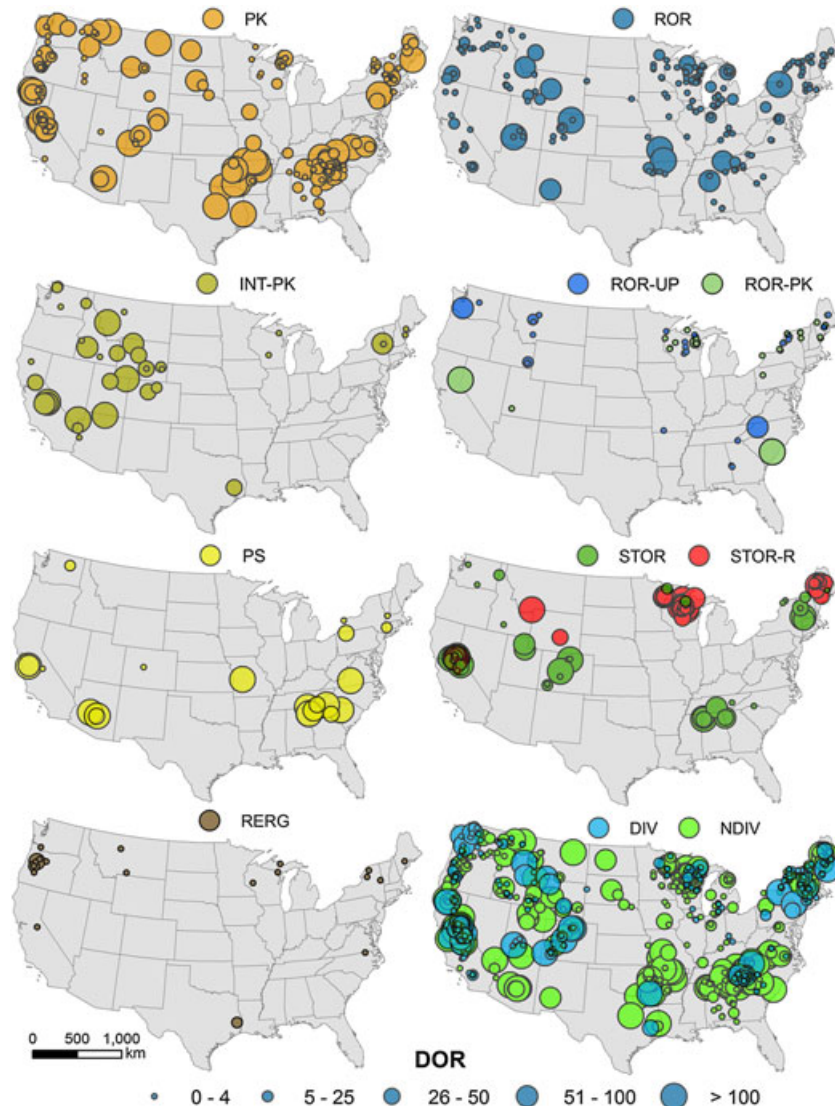 PK
ROR
INT-PK
ROR-UP ROR-PK
PS
STOR STOR-R
RERG
DIV NDIV
0 500 1,000
km
DOR
0 - 4 5 - 25 26 - 50 51 - 100 > 100